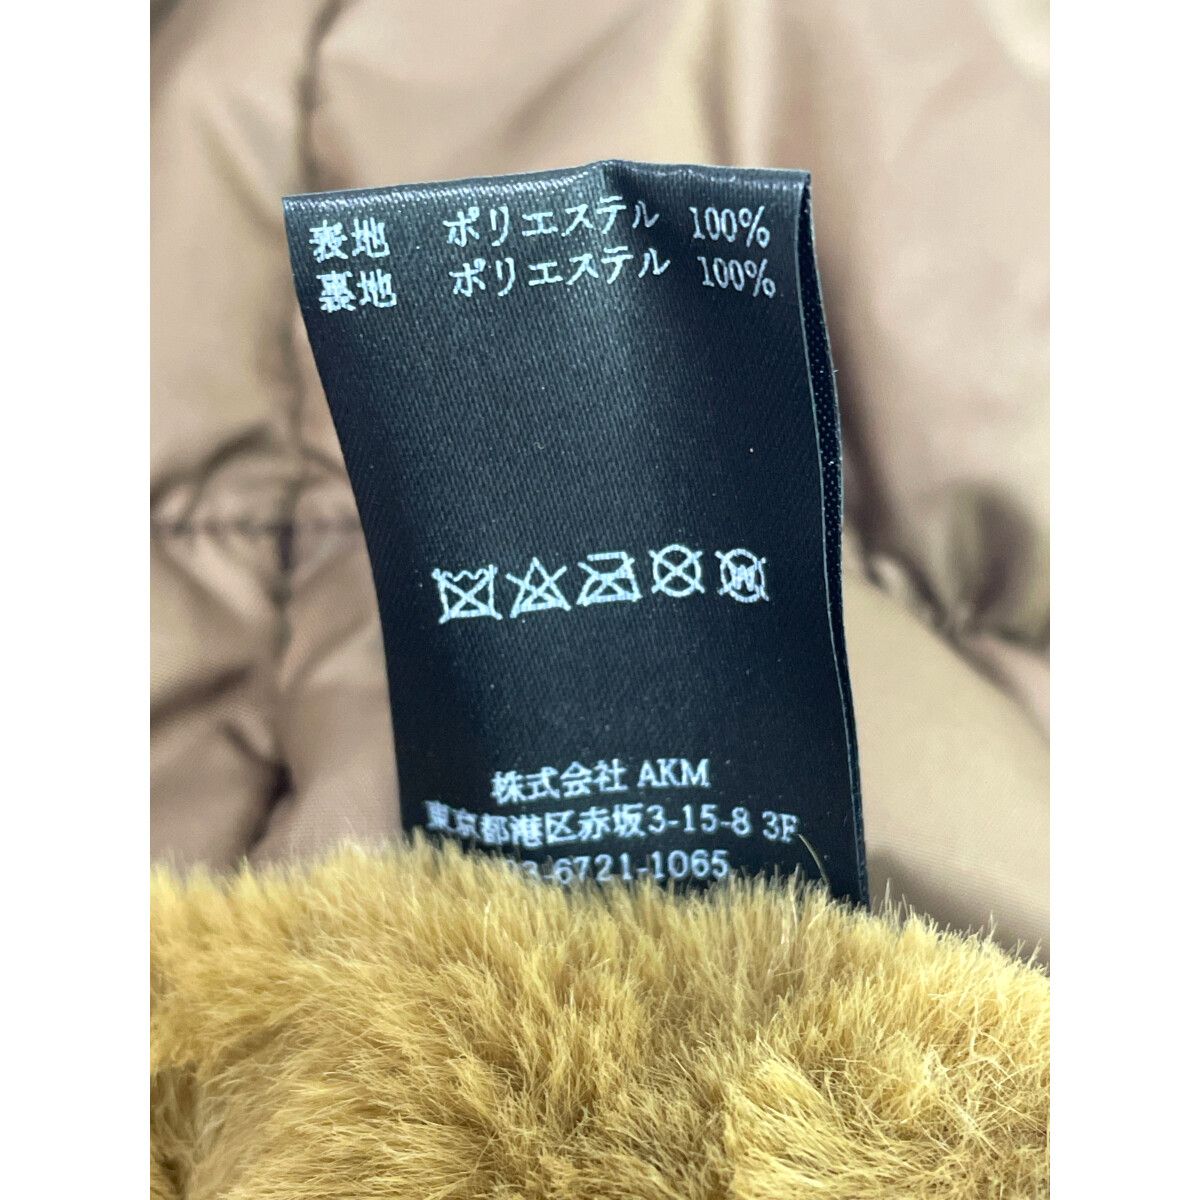 表地 ポリエステル 100%
裏地 ポリエステル 100%
株式会社 AKM
東京都港区赤坂3-15-8 3F
3-6721-1065